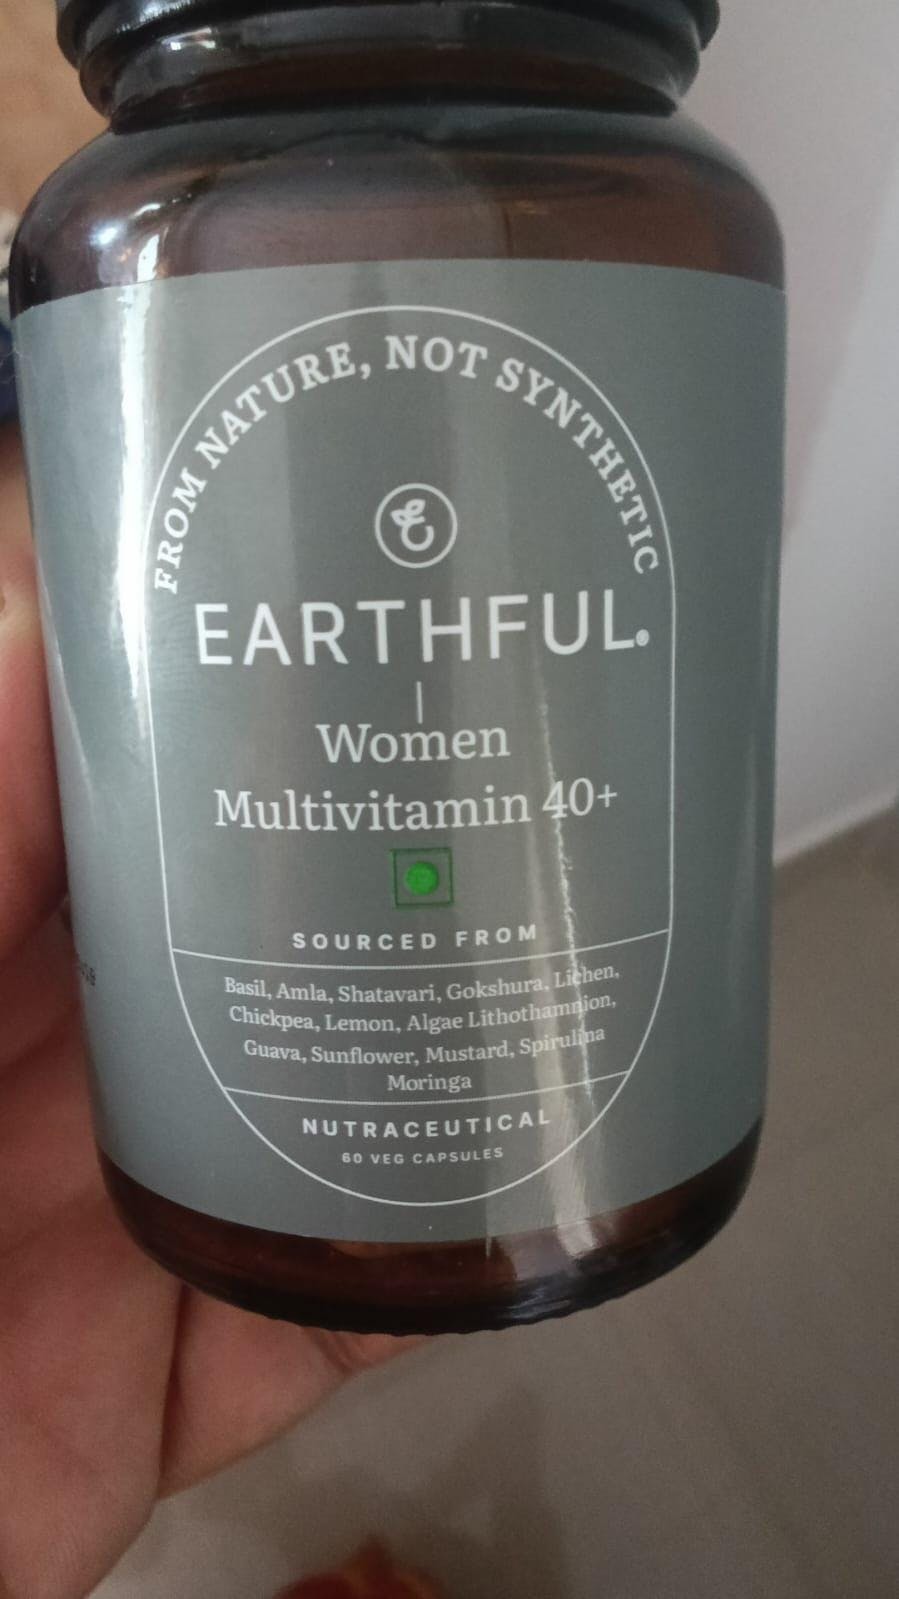 FROM NATURE, NOT SYNTHETIC
EARTHFUL®
Women
Multivitamin 40+
SOURCED FROM
Basil, Amla, Shatavari, Gokshura, Lichen,
Chickpea, Lemon, Algae Lithothamnion,
Guava, Sunflower, Mustard, Spirulina
Moringa
NUTRACEUTICAL
60 VEG CAPSULES